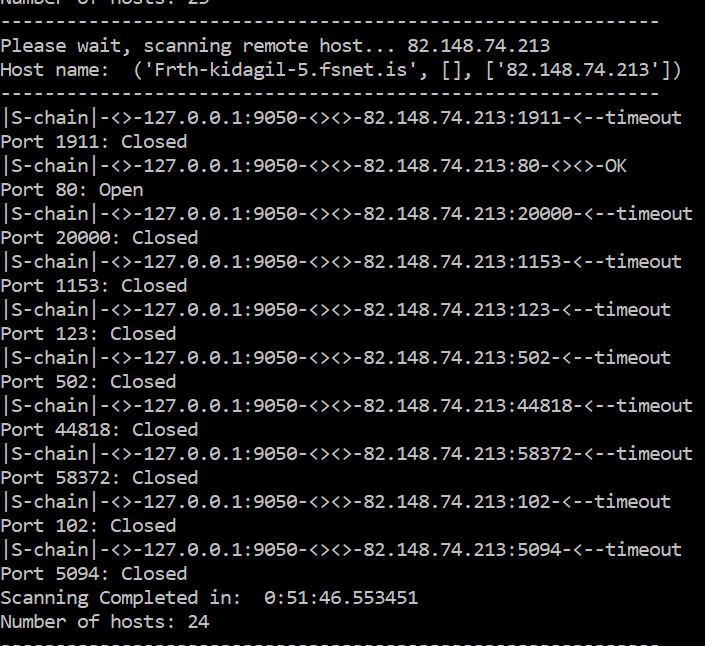 Number of hosts: 23
------------------------------------------------------------
Please wait, scanning remote host... 82.148.74.213
Host name:  ('Frth-kidagil-5.fsnet.is', [], ['82.148.74.213'])
------------------------------------------------------------
|S-chain|-<>-127.0.0.1:9050-<><>-82.148.74.213:1911-<--timeout
Port 1911: Closed
|S-chain|-<>-127.0.0.1:9050-<><>-82.148.74.213:80-<><>-OK
Port 80: Open
|S-chain|-<>-127.0.0.1:9050-<><>-82.148.74.213:20000-<--timeout
Port 20000: Closed
|S-chain|-<>-127.0.0.1:9050-<><>-82.148.74.213:1153-<--timeout
Port 1153: Closed
|S-chain|-<>-127.0.0.1:9050-<><>-82.148.74.213:123-<--timeout
Port 123: Closed
|S-chain|-<>-127.0.0.1:9050-<><>-82.148.74.213:502-<--timeout
Port 502: Closed
|S-chain|-<>-127.0.0.1:9050-<><>-82.148.74.213:44818-<--timeout
Port 44818: Closed
|S-chain|-<>-127.0.0.1:9050-<><>-82.148.74.213:58372-<--timeout
Port 58372: Closed
|S-chain|-<>-127.0.0.1:9050-<><>-82.148.74.213:102-<--timeout
Port 102: Closed
|S-chain|-<>-127.0.0.1:9050-<><>-82.148.74.213:5094-<--timeout
Port 5094: Closed
Scanning Completed in:  0:51:46.553451
Number of hosts: 24
------------------------------------------------------------